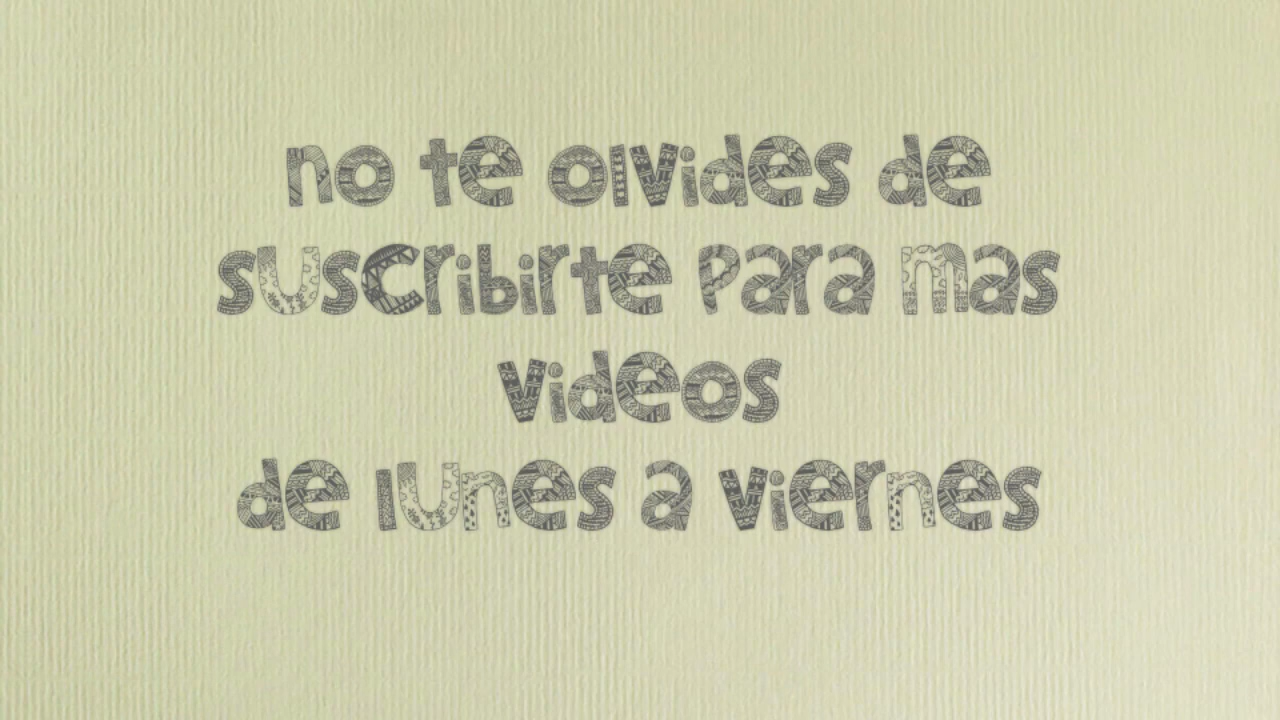 no te olvides de
suscribirte para mas
videos
de lunes a viernes